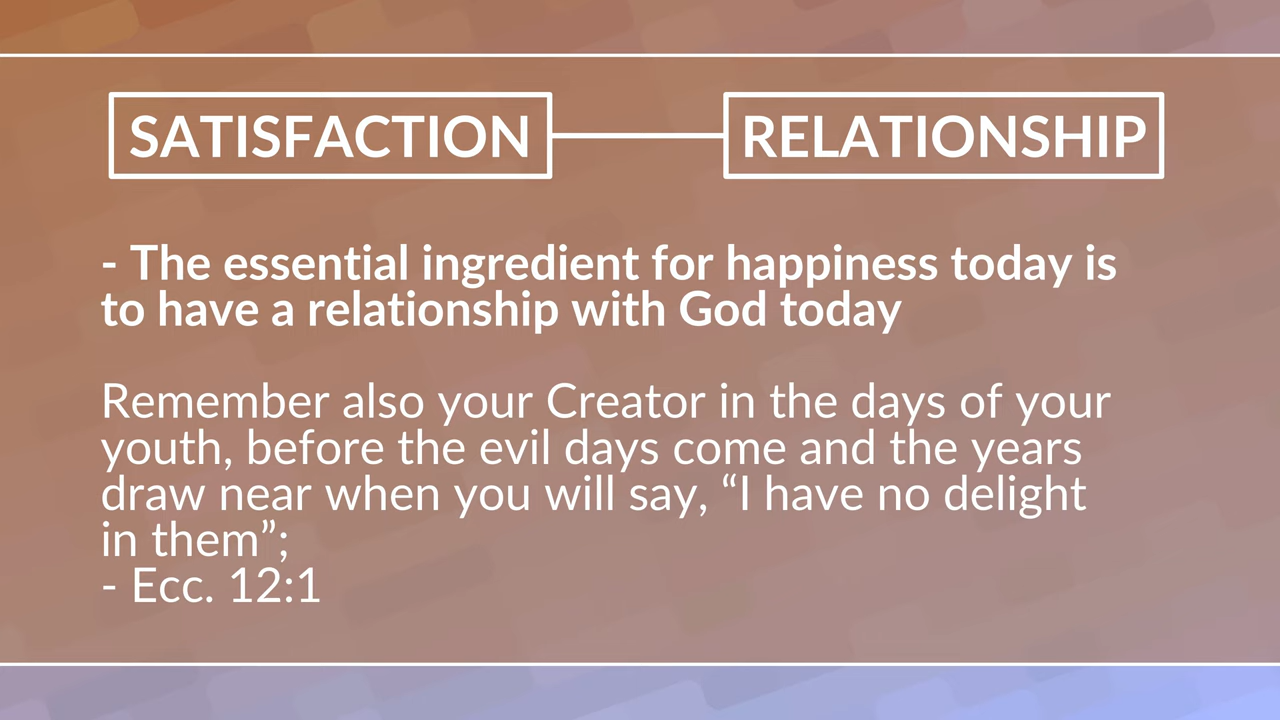 SATISFACTION RELATIONSHIP
- The essential ingredient for happiness today is
to have a relationship with God today
Remember also your Creator in the days of your
youth, before the evil days come and the years
draw near when you will say, “I have no delight
in them”;
- Ecc. 12:1